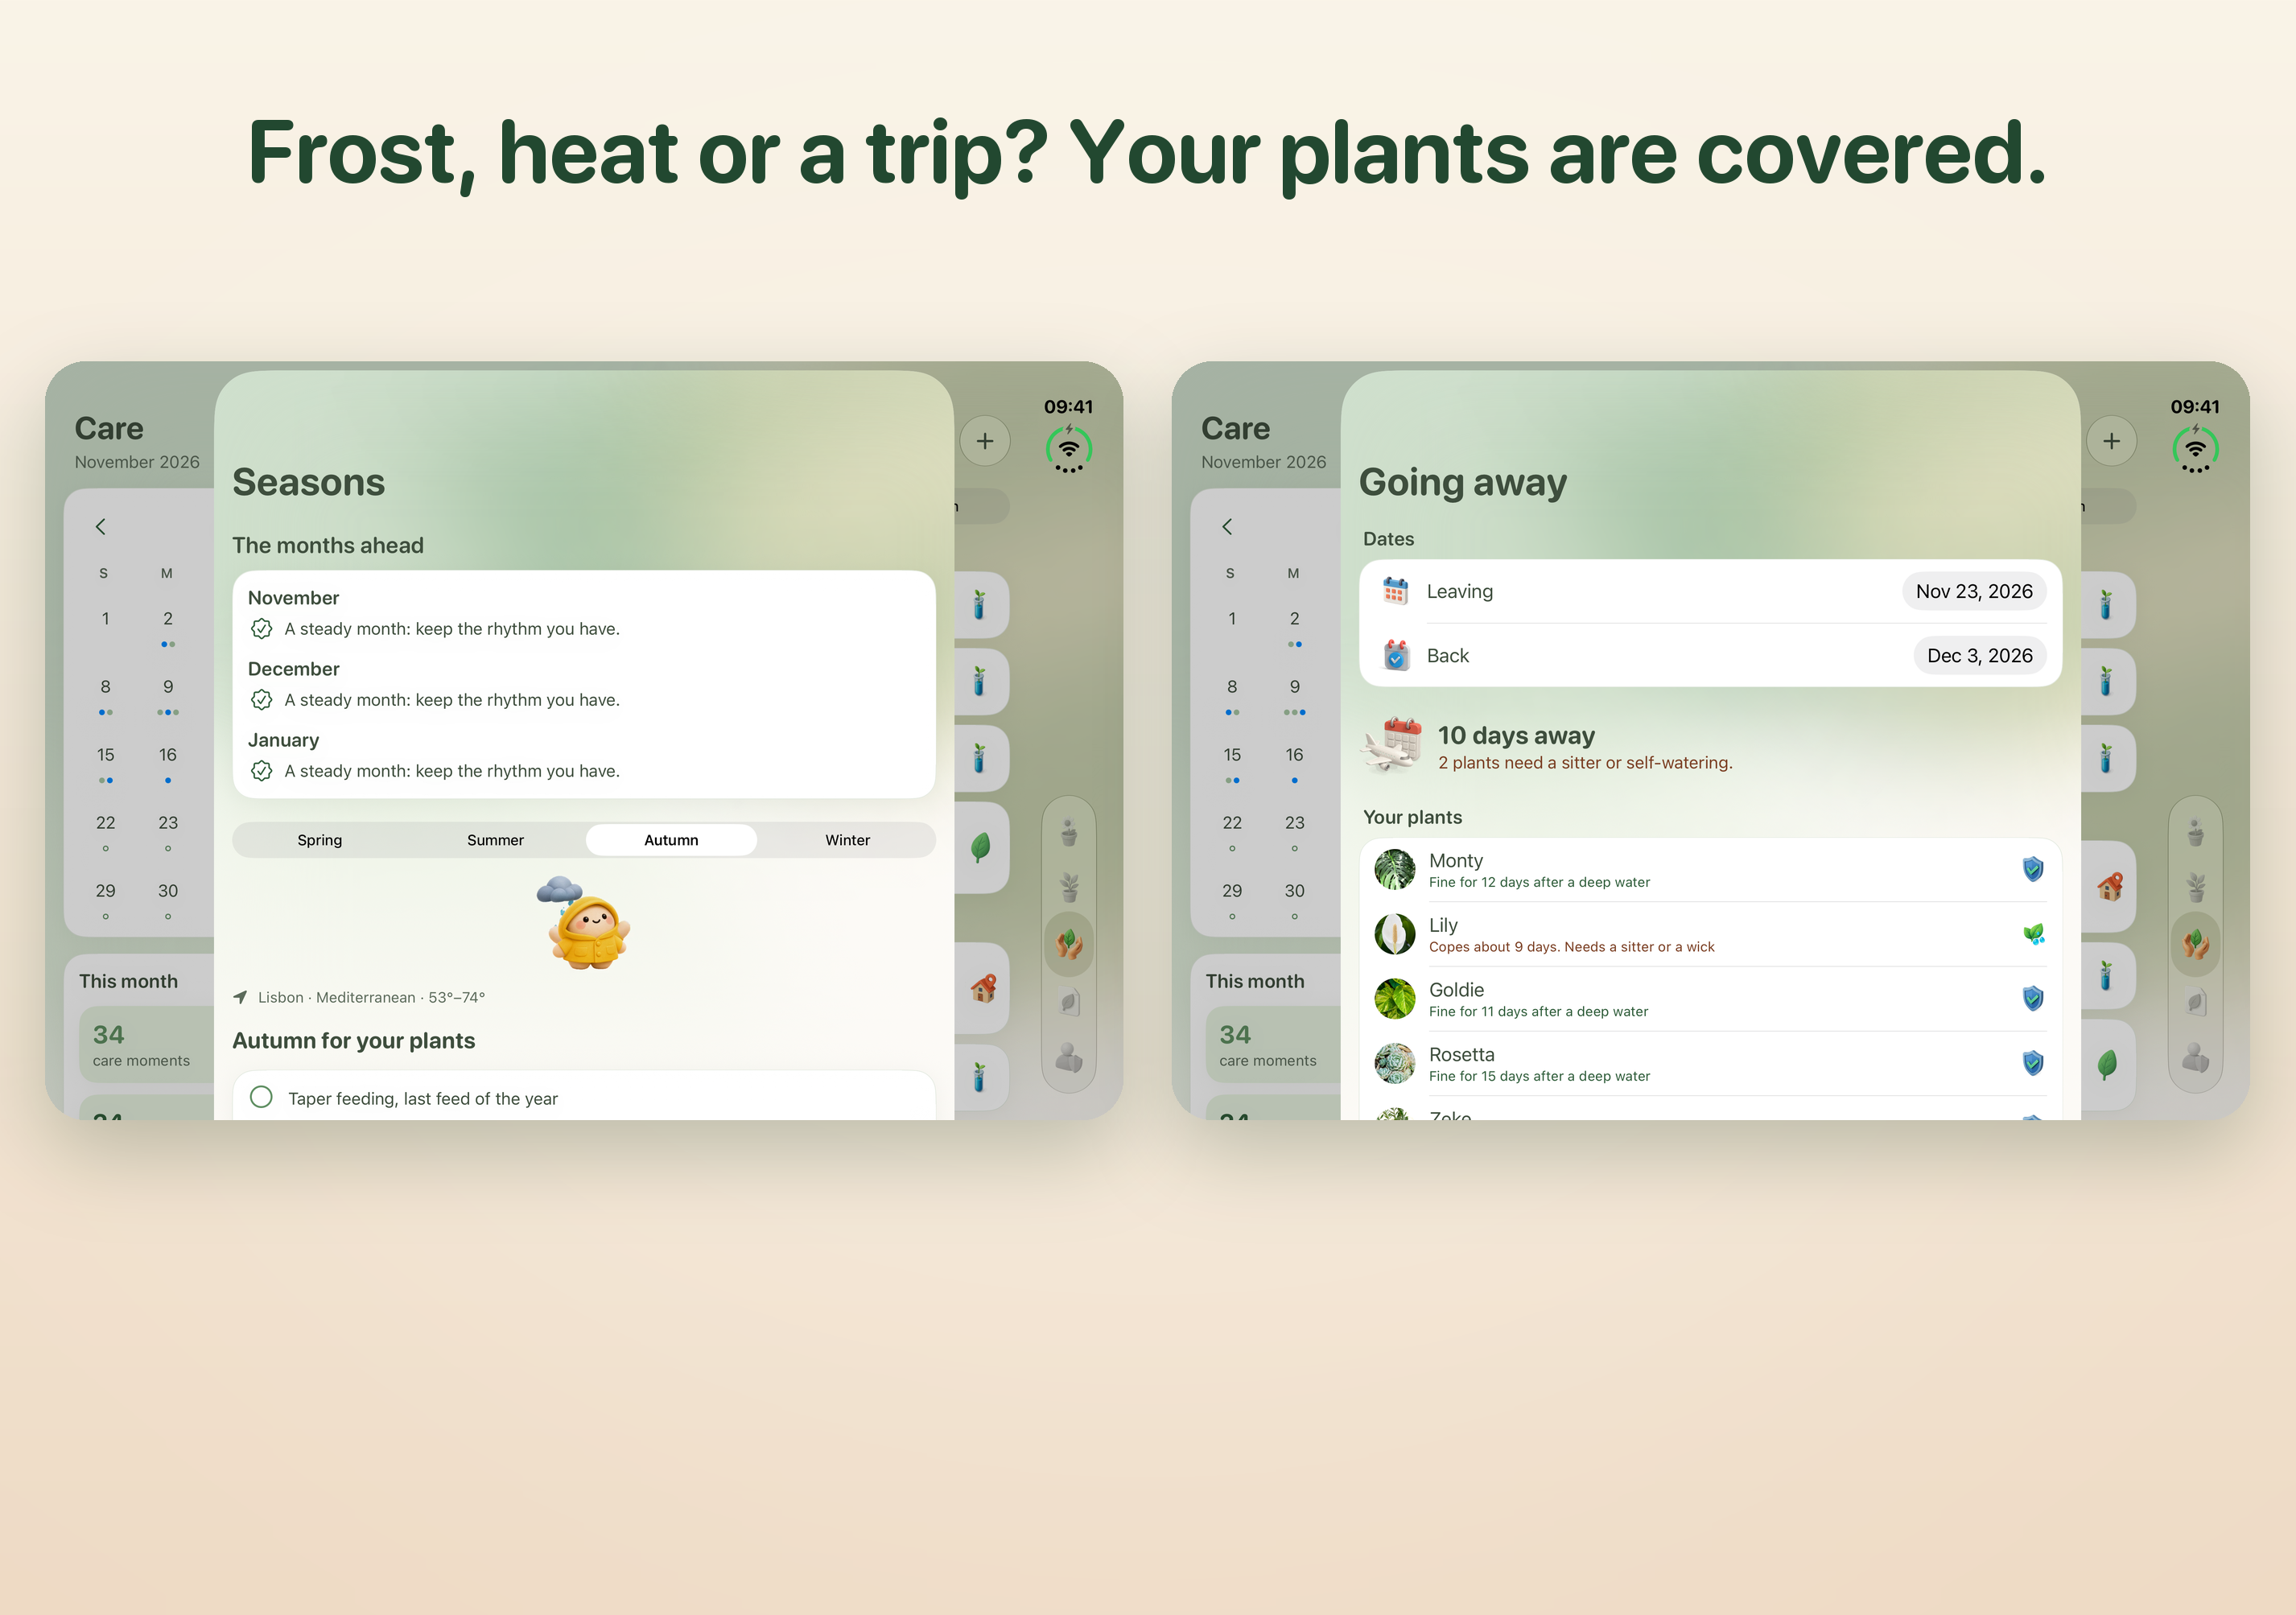 Frost, heat or a trip? Your plants are covered.
Care
November 2026
S M
1 2
8 9
15 16
22 23
29 30
This month
34
care moments
Seasons
The months ahead
November
A steady month: keep the rhythm you have.
December
A steady month: keep the rhythm you have.
January
A steady month: keep the rhythm you have.
Spring Summer Autumn Winter
Lisbon · Mediterranean · 53°–74°
Autumn for your plants
Taper feeding, last feed of the year
09:41
Care
November 2026
S M
1 2
8 9
15 16
22 23
29 30
This month
34
care moments
Going away
Dates
Leaving Nov 23, 2026
Back Dec 3, 2026
10 days away
2 plants need a sitter or self-watering.
Your plants
Monty
Fine for 12 days after a deep water
Lily
Copes about 9 days. Needs a sitter or a wick
Goldie
Fine for 11 days after a deep water
Rosetta
Fine for 15 days after a deep water
09:41